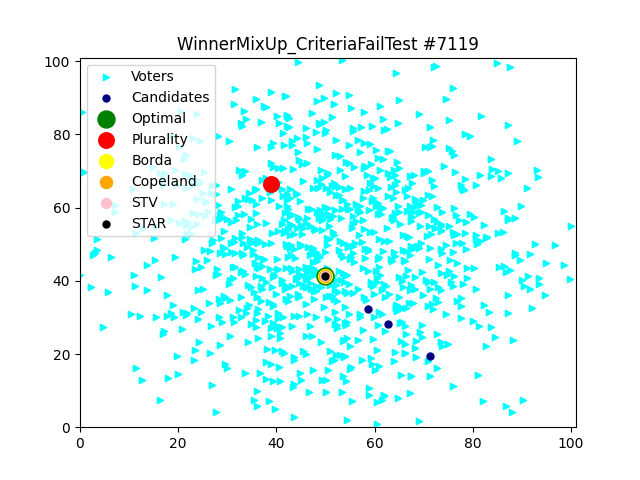 WinnerMixUp_CriteriaFailTest #7119
100
80
60
40
20
0
Voters
Candidates
Optimal
Plurality
Borda
Copeland
STV
STAR
0 20 40 60 80 100